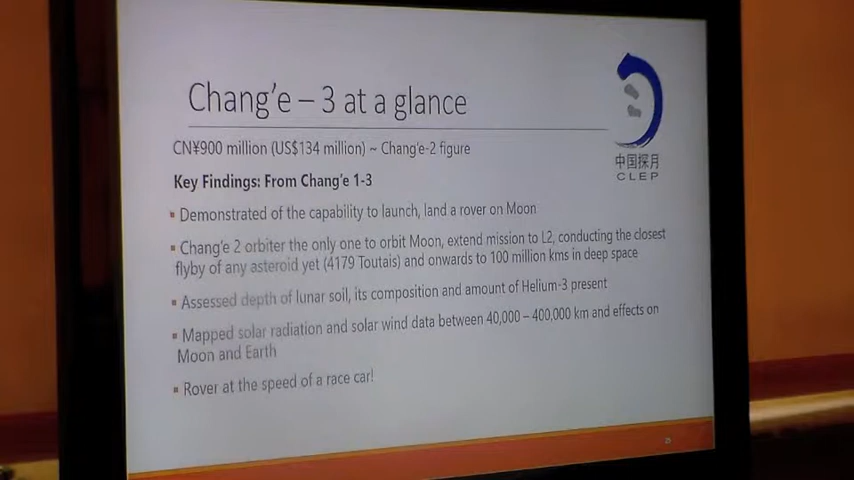 Chang'e – 3 at a glance
CN¥900 million (US$134 million) ~ Chang'e-2 figure
中国探月
CLEP
Key Findings: From Chang'e 1-3
▪ Demonstrated of the capability to launch, land a rover on Moon
▪ Chang'e 2 orbiter the only one to orbit Moon, extend mission to L2, conducting the closest
flyby of any asteroid yet (4179 Toutais) and onwards to 100 million kms in deep space
▪ Assessed depth of lunar soil, its composition and amount of Helium-3 present
▪ Mapped solar radiation and solar wind data between 40,000 – 400,000 km and effects on
Moon and Earth
▪ Rover at the speed of a race car!